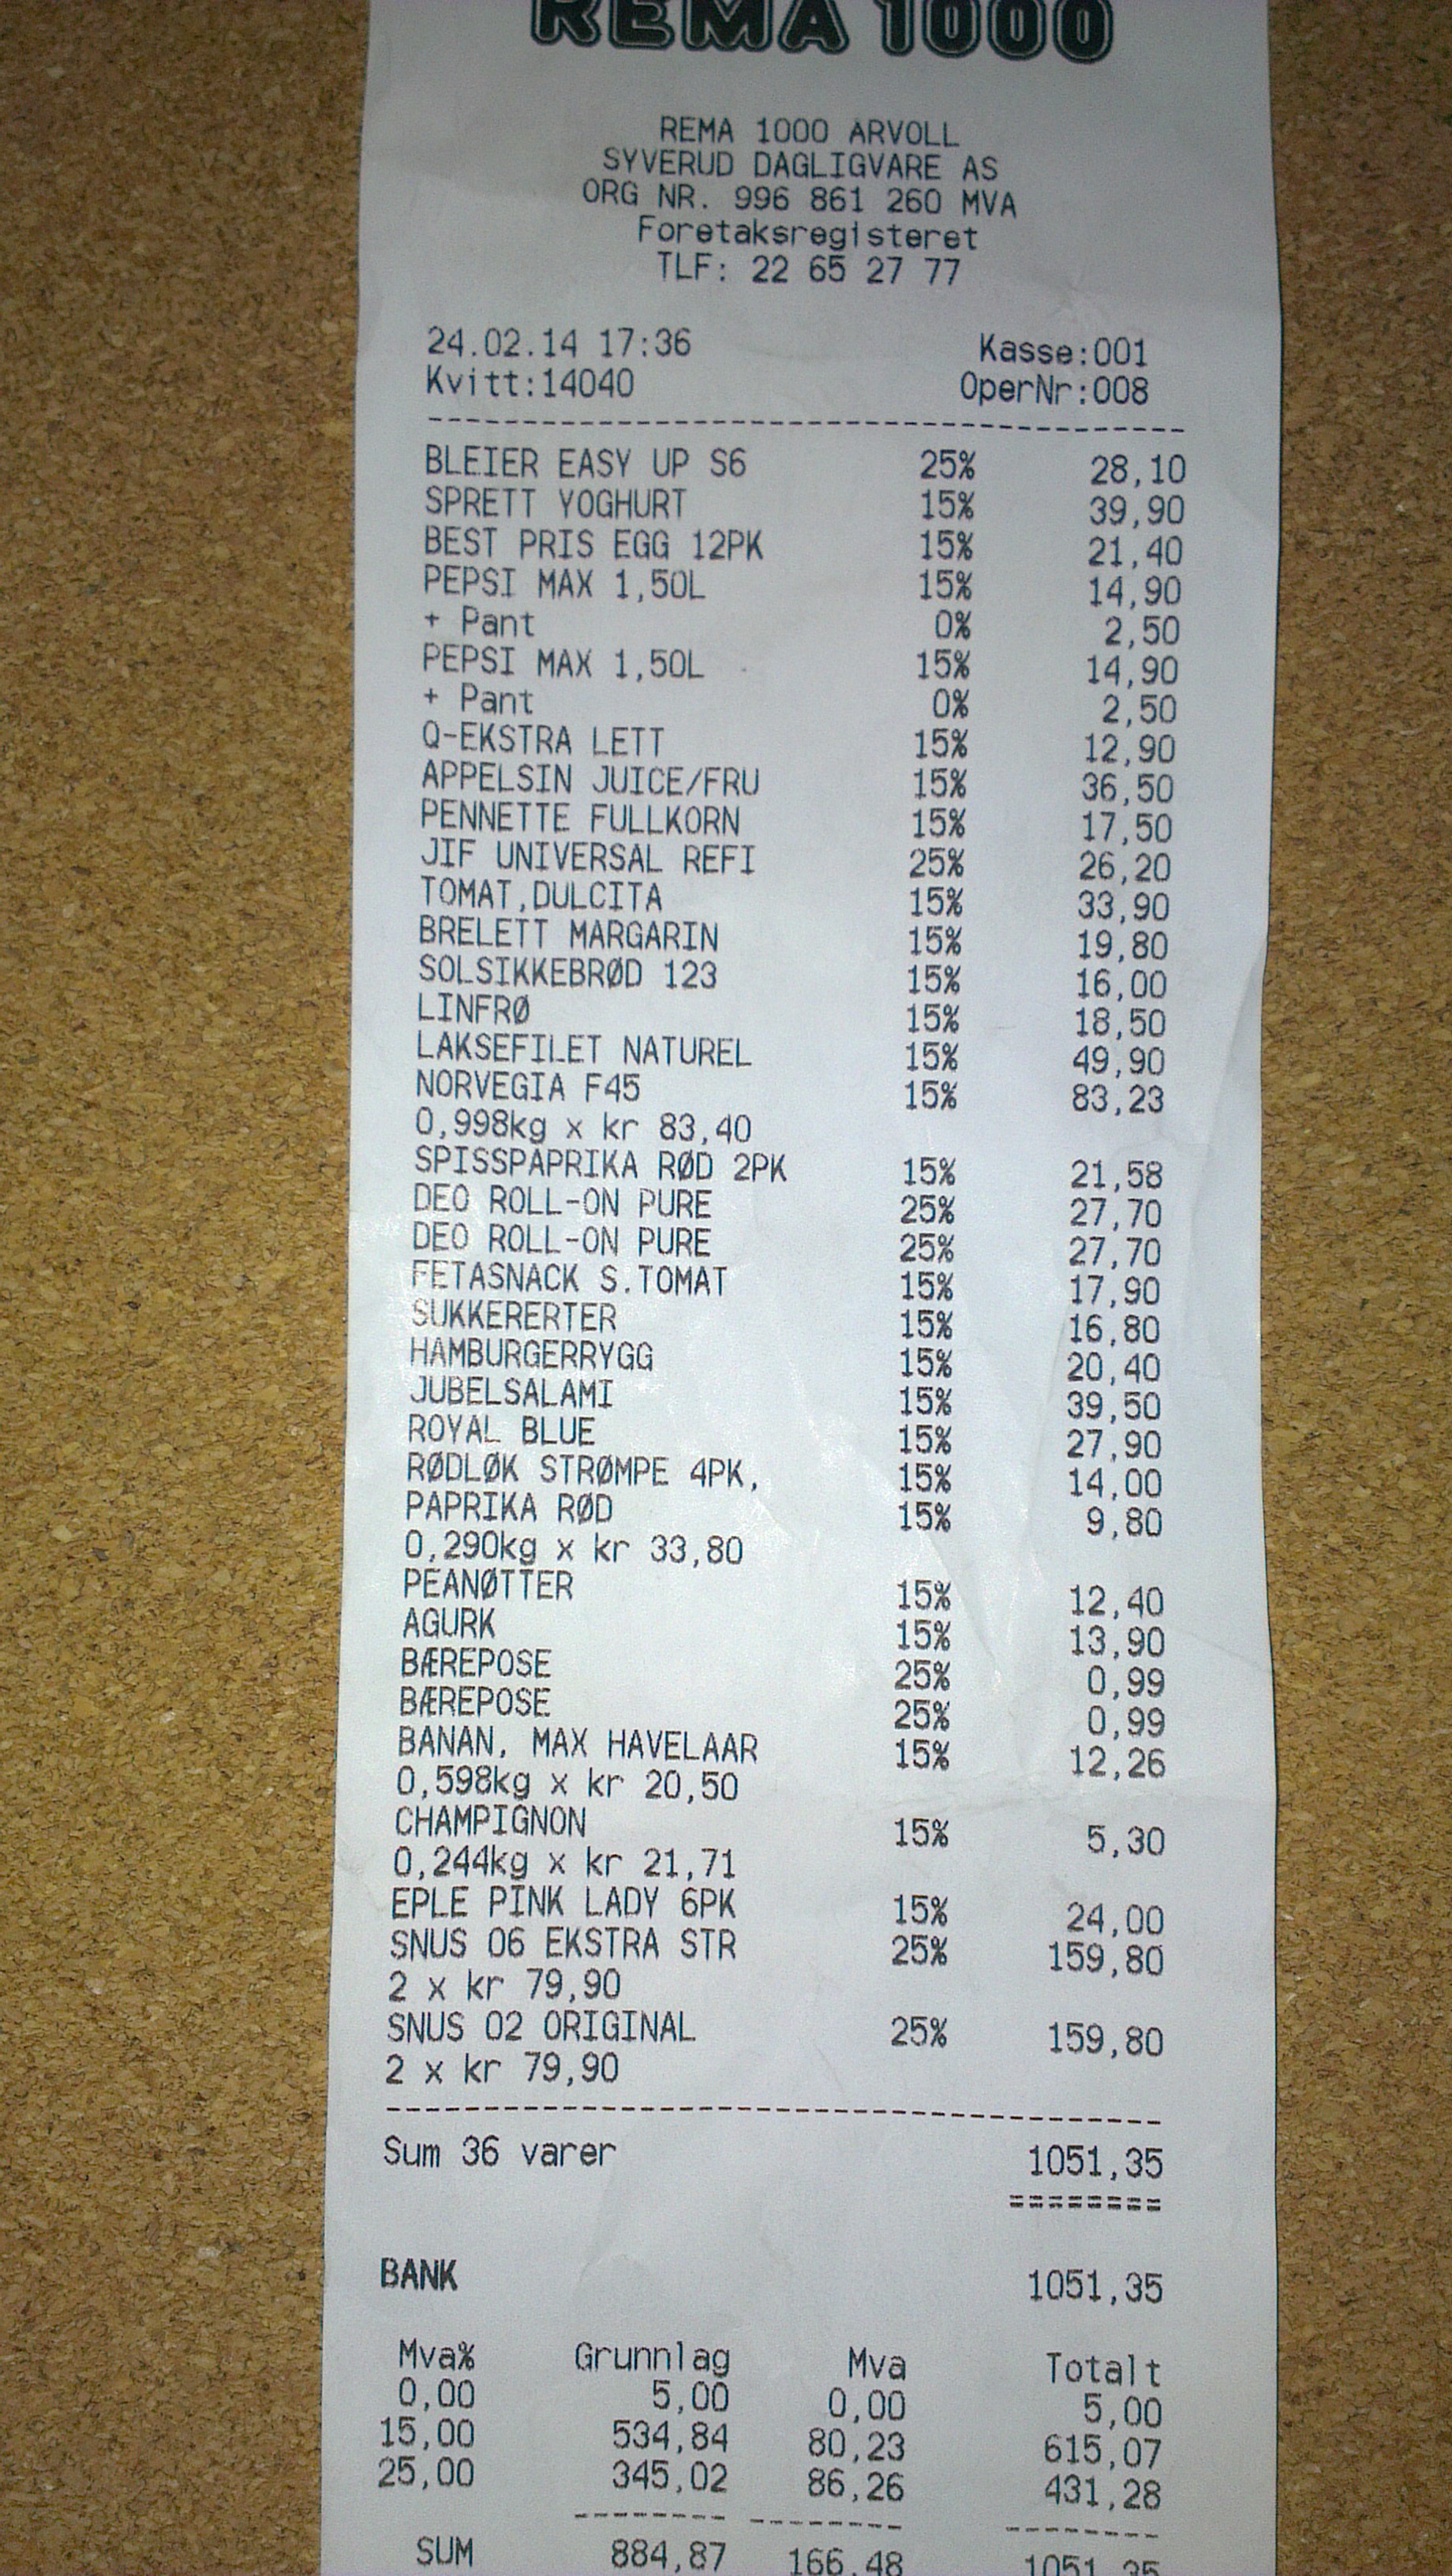 REMA 1000
REMA 1000 ARVOLL
SYVERUD DAGLIGVARE AS
ORG NR. 996 861 260 MVA
Foretaksregisteret
TLF: 22 65 27 77
24.02.14 17:36 Kasse:001
Kvitt:14040 OperNr:008
BLEIER EASY UP S6 25% 28,10
SPRETT YOGHURT 15% 39,90
BEST PRIS EGG 12PK 15% 21,40
PEPSI MAX 1,50L 15% 14,90
+ Pant 0% 2,50
PEPSI MAX 1,50L 15% 14,90
+ Pant 0% 2,50
Q-EKSTRA LETT 15% 12,90
APPELSIN JUICE/FRU 15% 36,50
PENNETTE FULLKORN 15% 17,50
JIF UNIVERSAL REFI 25% 26,20
TOMAT,DULCITA 15% 33,90
BRELETT MARGARIN 15% 19,80
SOLSIKKEBRØD 123 15% 16,00
LINFRØ 15% 18,50
LAKSEFILET NATUREL 15% 49,90
NORVEGIA F45 15% 83,23
0,998kg x kr 83,40
SPISSPAPRIKA RØD 2PK 15% 21,58
DEO ROLL-ON PURE 25% 27,70
DEO ROLL-ON PURE 25% 27,70
FETASNACK S.TOMAT 15% 17,90
SUKKERERTER 15% 16,80
HAMBURGERRYGG 15% 20,40
JUBELSALAMI 15% 39,50
ROYAL BLUE 15% 27,90
RØDLØK STRØMPE 4PK, 15% 14,00
PAPRIKA RØD 15% 9,80
0,290kg x kr 33,80
PEANØTTER 15% 12,40
AGURK 15% 13,90
BÆREPOSE 25% 0,99
BÆREPOSE 25% 0,99
BANAN, MAX HAVELAAR 15% 12,26
0,598kg x kr 20,50
CHAMPIGNON 15% 5,30
0,244kg x kr 21,71
EPLE PINK LADY 6PK 15% 24,00
SNUS 06 EKSTRA STR 25% 159,80
2 x kr 79,90
SNUS 02 ORIGINAL 25% 159,80
2 x kr 79,90
Sum 36 varer 1051,35
========
BANK 1051,35
Mva% Grunnlag Mva Totalt
0,00 5,00 0,00 5,00
15,00 534,84 80,23 615,07
25,00 345,02 86,26 431,28
SUM 884,87 166,48 1051,35